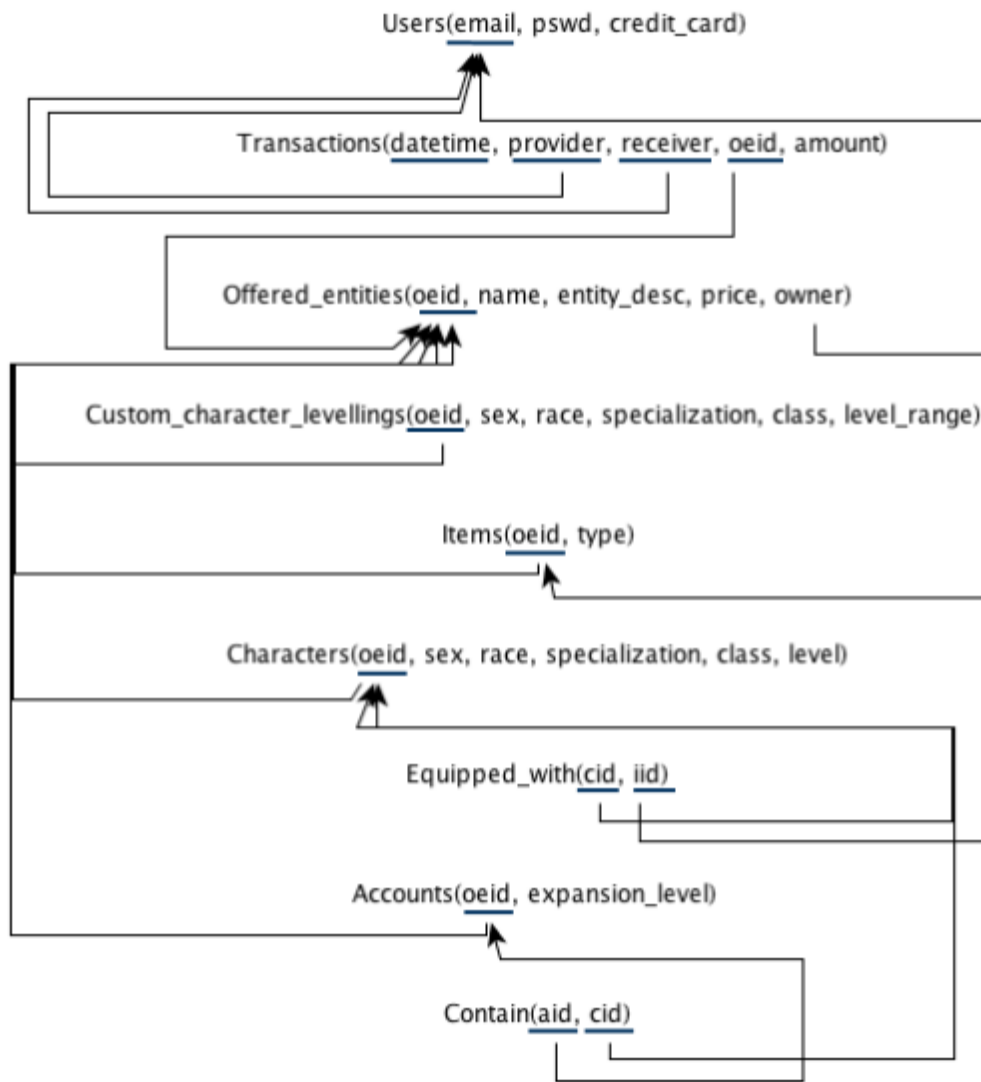 Users(email, pswd, credit_card)
Transactions(datetime, provider, receiver, oeid, amount)
Offered_entities(oeid, name, entity_desc, price, owner)
Custom_character_levellings(oeid, sex, race, specialization, class, level_range)
Items(oeid, type)
Characters(oeid, sex, race, specialization, class, level)
Equipped_with(cid, iid)
Accounts(oeid, expansion_level)
Contain(aid, cid)